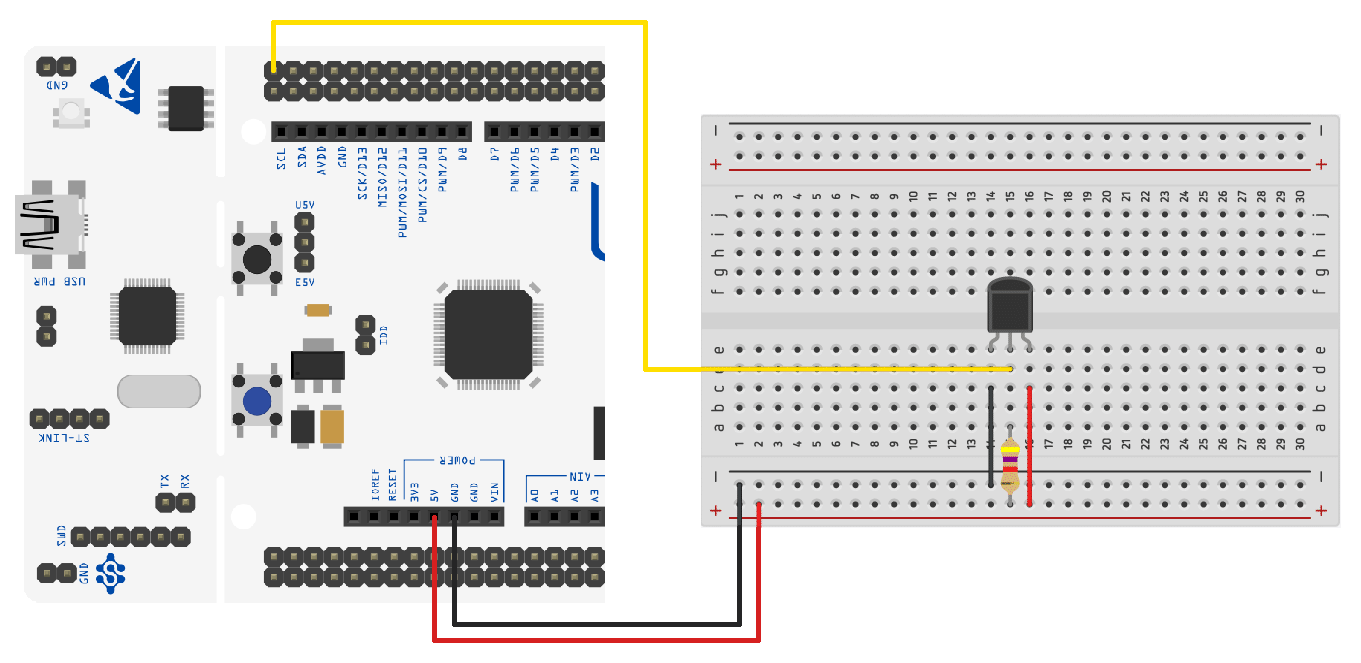 GND
SCL SDA AVDD GND SCK/D13 MISO/D12 PWM/MOSI/D11 PWM/CS/D10 PWM/D9 D8 D7 PWM/D6 PWM/D5 D4 PWM/D3 D2
U5V
E5V
USB PWR
IDD
ST-LINK
POWER
AIN
IOREF RESET 3V3 5V GND GND VIN A0 A1 A2 A3
TX RX
SWD
GND
− −
+ +
1 2 3 4 5 6 7 8 9 10 11 12 13 14 15 16 17 18 19 20 21 22 23 24 25 26 27 28 29 30
j j
i i
h h
g g
f f
e e
d d
c c
b b
a a
1 2 3 4 5 6 7 8 9 10 11 12 13 14 16 17 18 19 20 21 22 23 24 25 26 27 28 29 30
− −
+ +